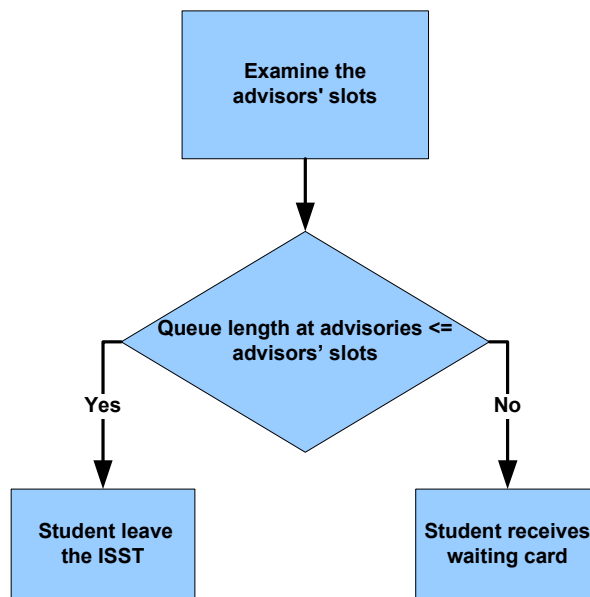 Examine the
advisors' slots
Queue length at advisories <=
advisors’ slots
Yes
No
Student leave
the ISST
Student receives
waiting card